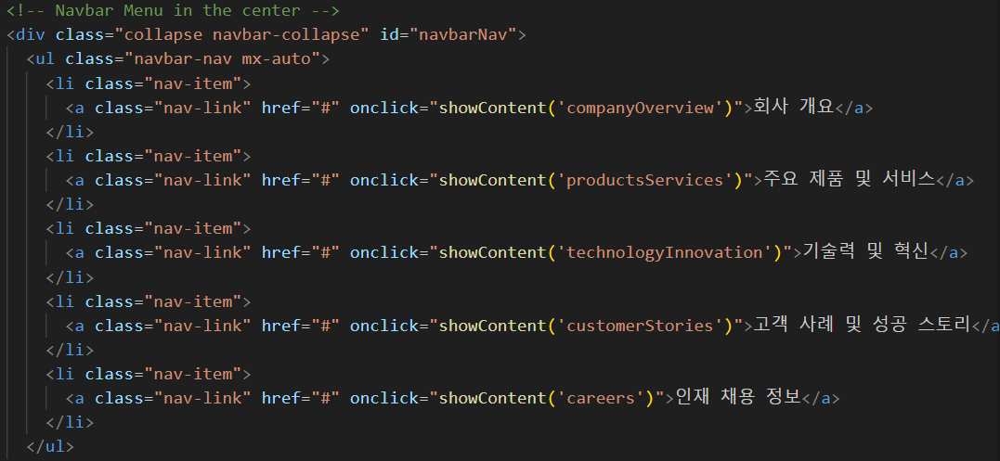 <!-- Navbar Menu in the center -->
<div class="collapse navbar-collapse" id="navbarNav">
<ul class="navbar-nav mx-auto">
<li class="nav-item">
<a class="nav-link" href="#" onclick="showContent('companyOverview')">회사 개요</a>
</li>
<li class="nav-item">
<a class="nav-link" href="#" onclick="showContent('productsServices')">주요 제품 및 서비스</a>
</li>
<li class="nav-item">
<a class="nav-link" href="#" onclick="showContent('technologyInnovation')">기술력 및 혁신</a>
</li>
<li class="nav-item">
<a class="nav-link" href="#" onclick="showContent('customerStories')">고객 사례 및 성공 스토리</a
</li>
<li class="nav-item">
<a class="nav-link" href="#" onclick="showContent('careers')">인재 채용 정보</a>
</li>
</ul>